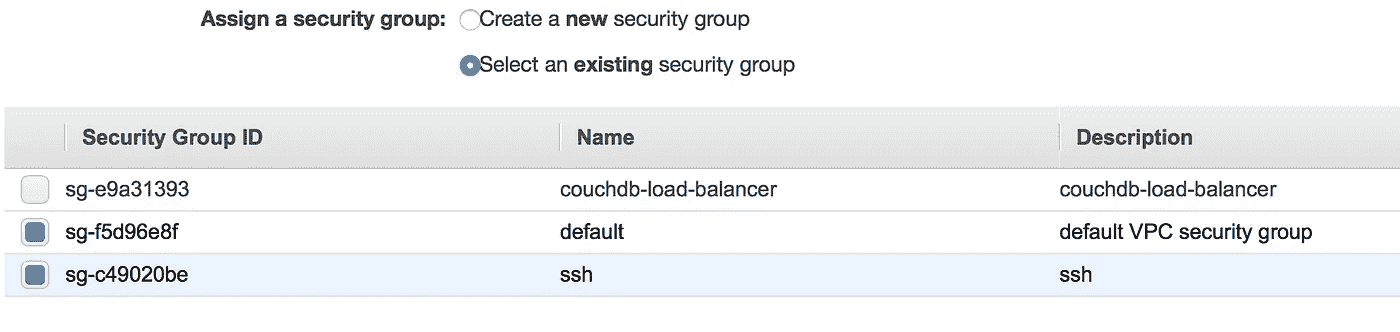 Assign a security group: Create a new security group
Select an existing security group
Security Group ID Name Description
sg-e9a31393 couchdb-load-balancer couchdb-load-balancer
sg-f5d96e8f default default VPC security group
sg-c49020be ssh ssh